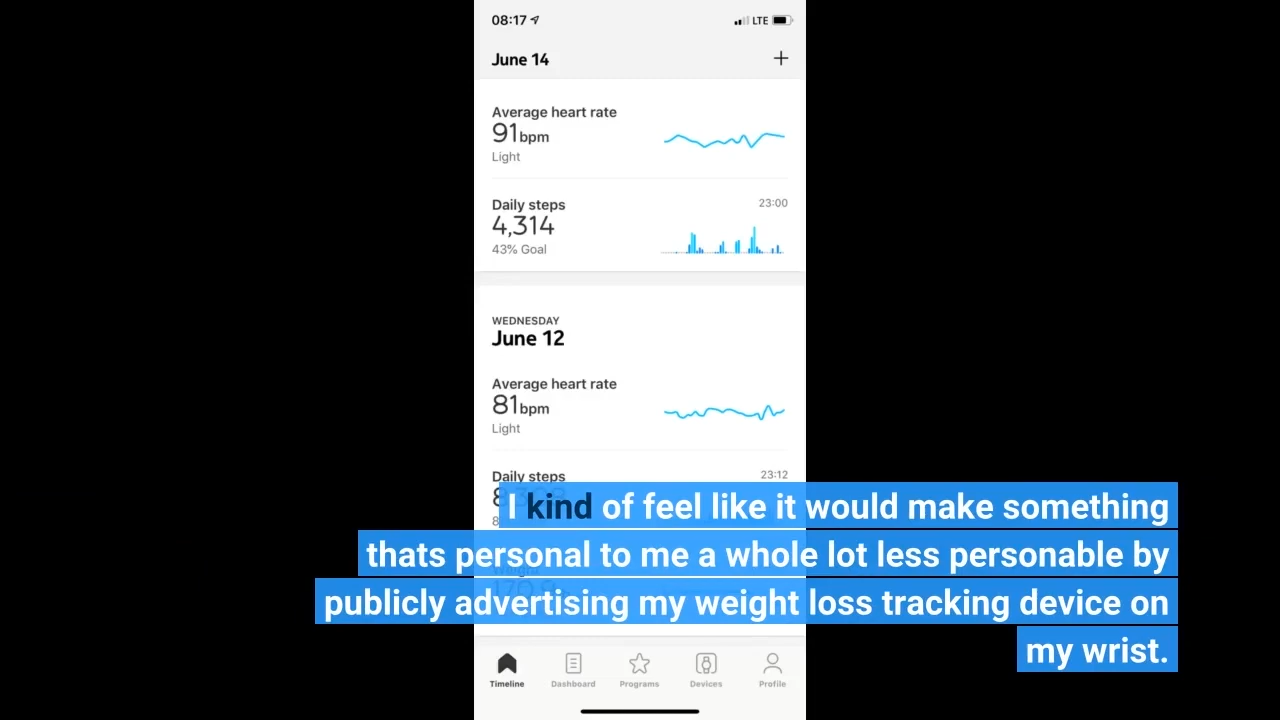 08:17 LTE
June 14 +
Average heart rate
91bpm
Light
Daily steps 23:00
4,314
43% Goal
WEDNESDAY
June 12
Average heart rate
81bpm
Light
Daily steps 23:12
I kind of feel like it would make something
thats personal to me a whole lot less personable by
publicly advertising my weight loss tracking device on
my wrist.
Timeline Dashboard Programs Devices Profile